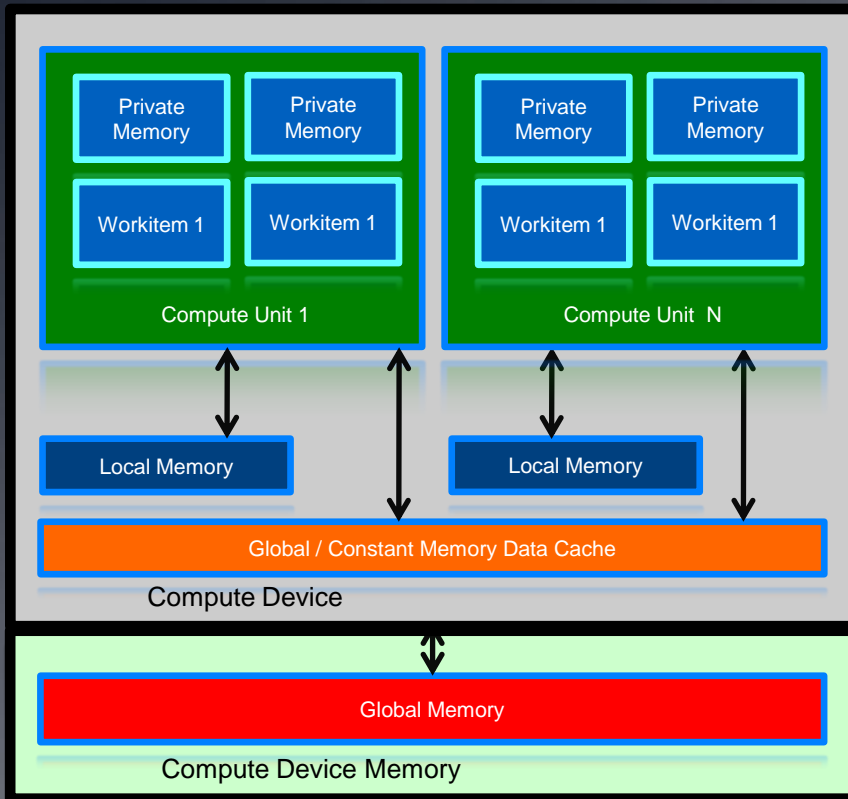 Private
Memory
Private
Memory
Private
Memory
Private
Memory
Workitem 1
Workitem 1
Workitem 1
Workitem 1
Compute Unit 1
Compute Unit N
Local Memory
Local Memory
Global / Constant Memory Data Cache
Compute Device
Global Memory
Compute Device Memory